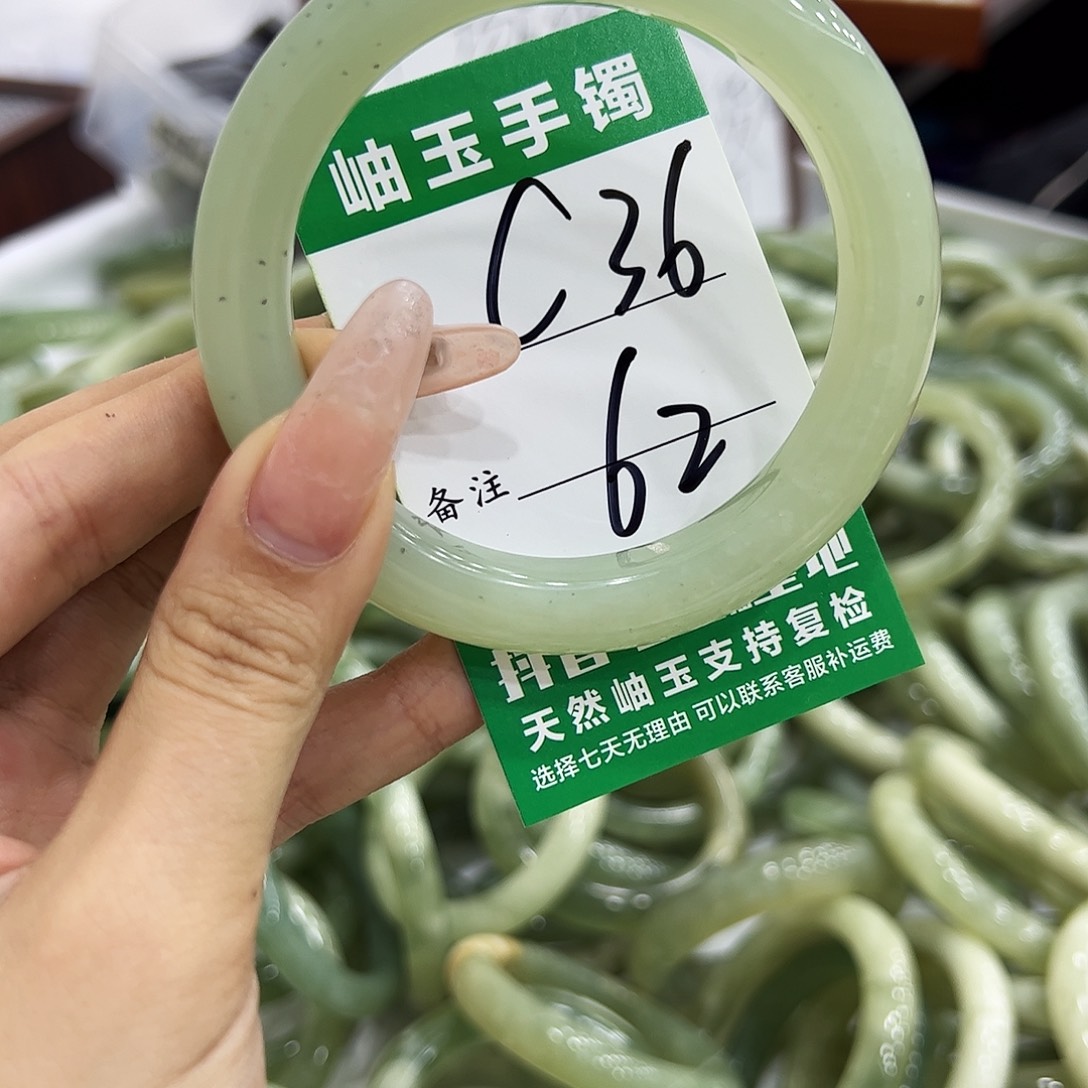 岫玉手镯
C36
备注 62
天然岫玉支持复检
选择七天无理由 可以联系客服补运费